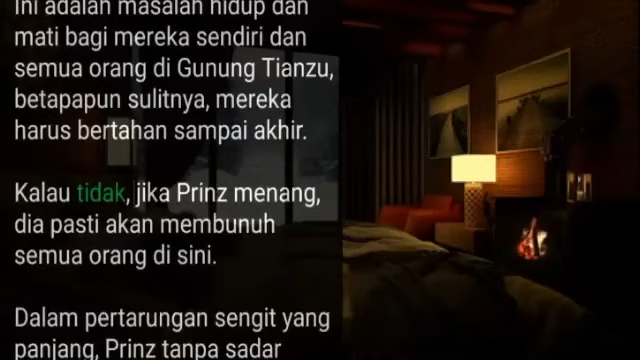 Ini adalah masalah hidup dan
mati bagi mereka sendiri dan
semua orang di Gunung Tianzu,
betapapun sulitnya, mereka
harus bertahan sampai akhir.
Kalau tidak, jika Prinz menang,
dia pasti akan membunuh
semua orang di sini.
Dalam pertarungan sengit yang
panjang, Prinz tanpa sadar